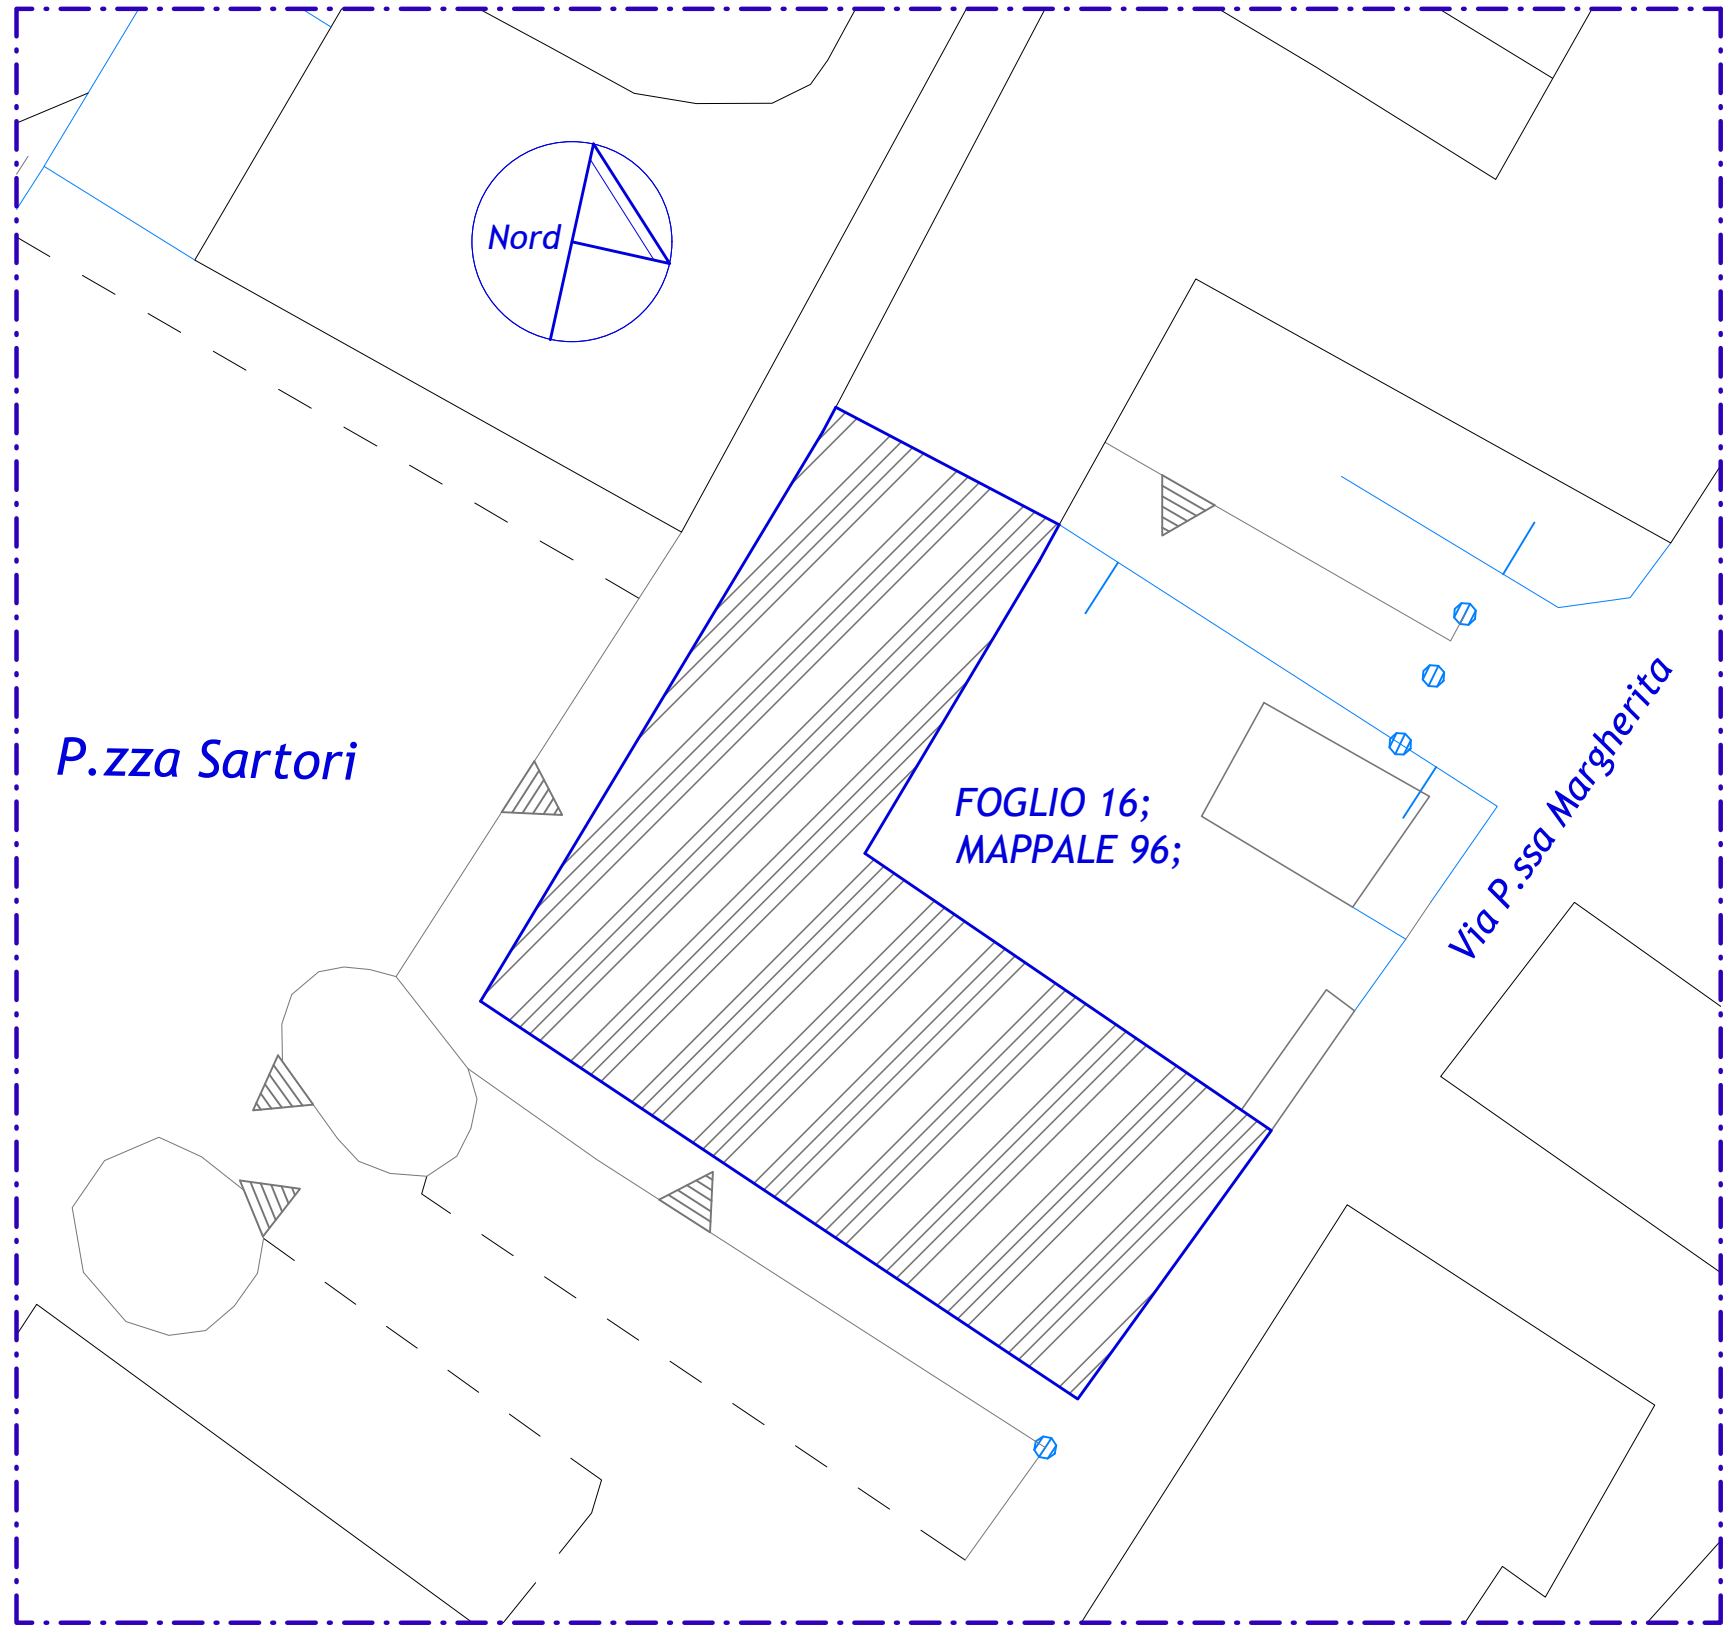 Nord
P.zza Sartori
FOGLIO 16;
MAPPALE 96;
Via P.ssa Margherita